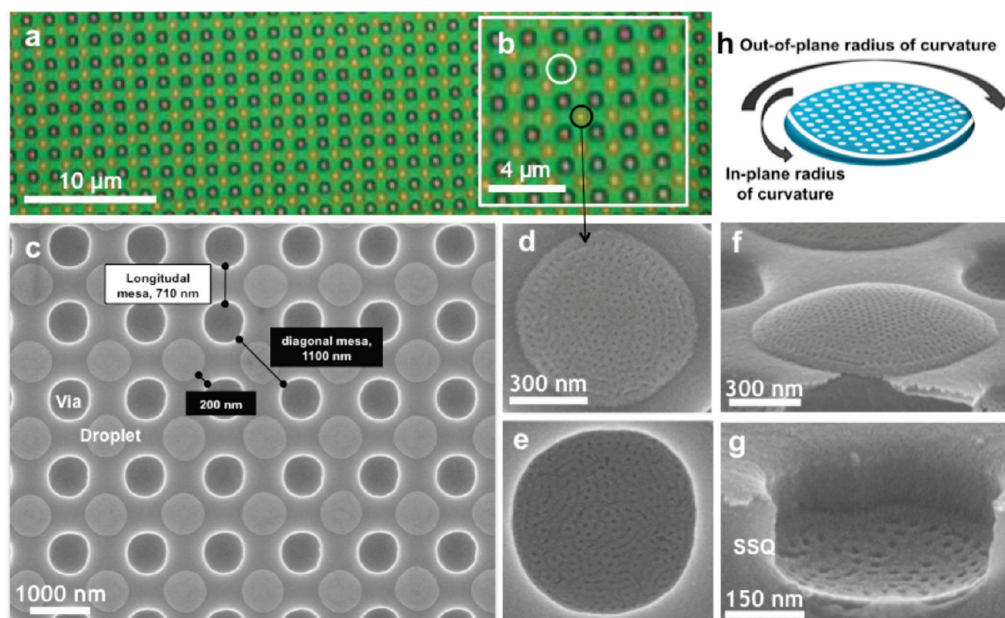 a
10 µm
b
4 µm
h
Out-of-plane radius of curvature
In-plane radius
of curvature
c
Longitudal
mesa, 710 nm
diagonal mesa,
1100 nm
200 nm
Via
Droplet
1000 nm
d
300 nm
e
f
300 nm
g
SSQ
150 nm